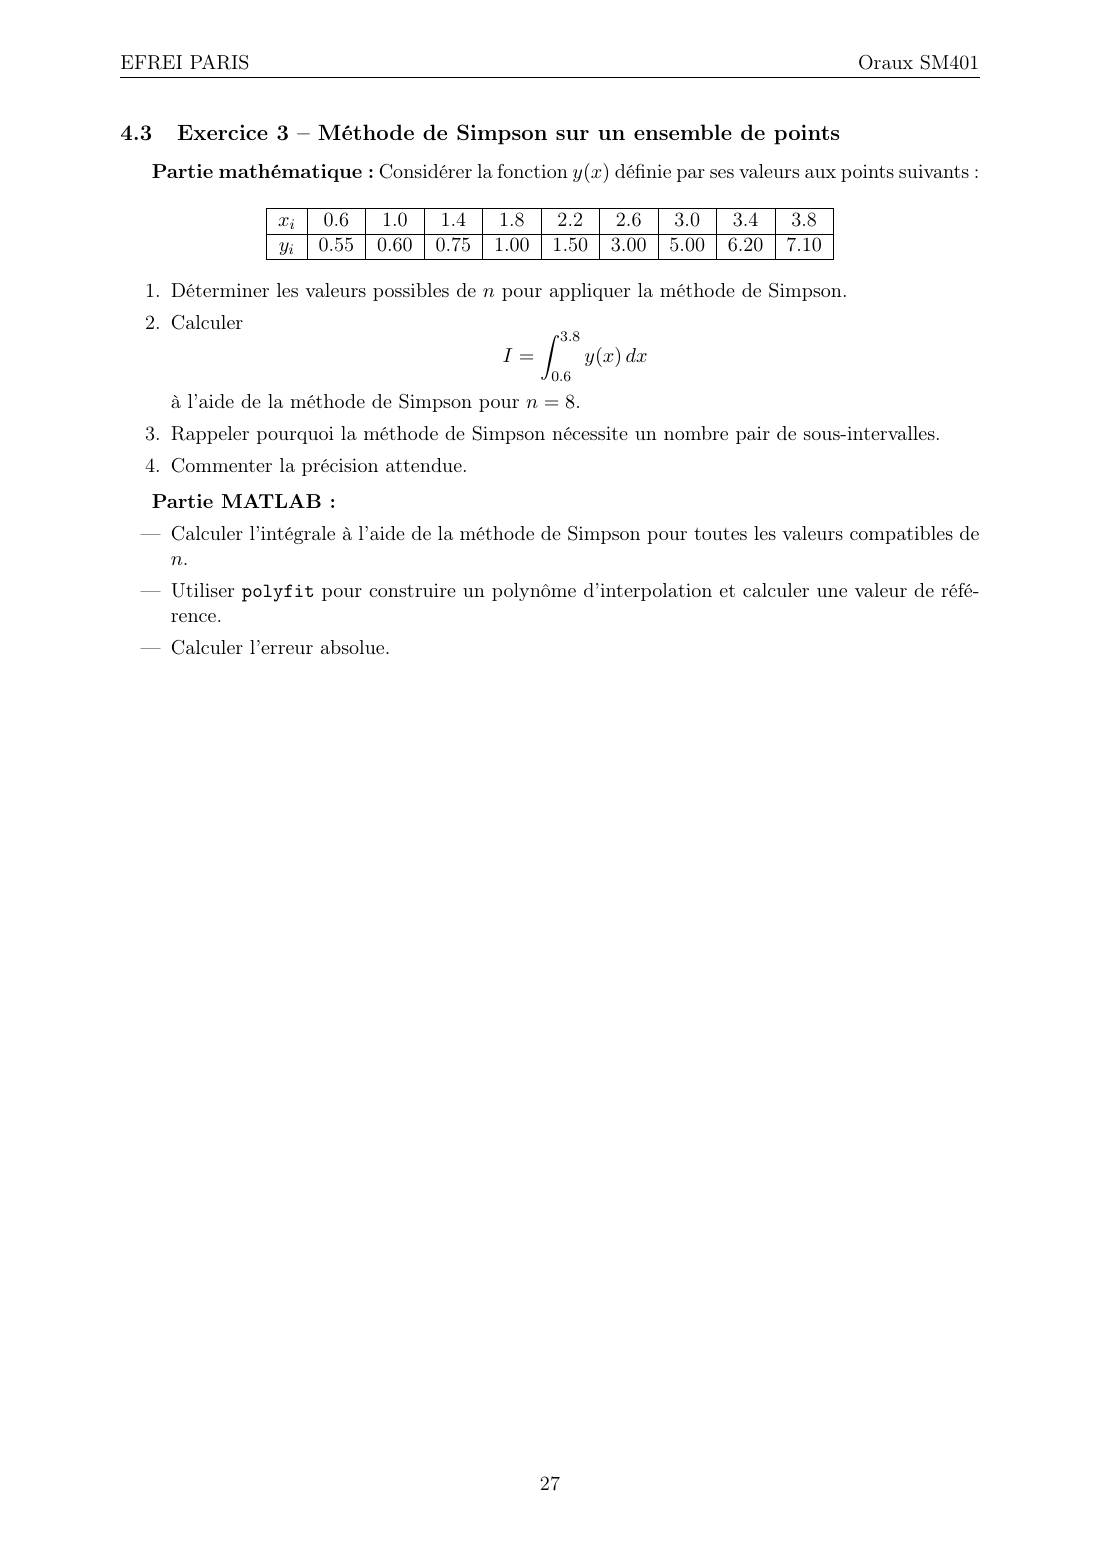 EFREI PARIS Oraux SM401
4.3 Exercice 3 – Méthode de Simpson sur un ensemble de points
Partie mathématique : Considérer la fonction y(x) définie par ses valeurs aux points suivants :
x_i 0.6 1.0 1.4 1.8 2.2 2.6 3.0 3.4 3.8
y_i 0.55 0.60 0.75 1.00 1.50 3.00 5.00 6.20 7.10
1. Déterminer les valeurs possibles de n pour appliquer la méthode de Simpson.
2. Calculer
I = ∫_{0.6}^{3.8} y(x) dx
à l'aide de la méthode de Simpson pour n = 8.
3. Rappeler pourquoi la méthode de Simpson nécessite un nombre pair de sous-intervalles.
4. Commenter la précision attendue.
Partie MATLAB :
— Calculer l'intégrale à l'aide de la méthode de Simpson pour toutes les valeurs compatibles de
n.
— Utiliser polyfit pour construire un polynôme d'interpolation et calculer une valeur de réfé-
rence.
— Calculer l'erreur absolue.
27